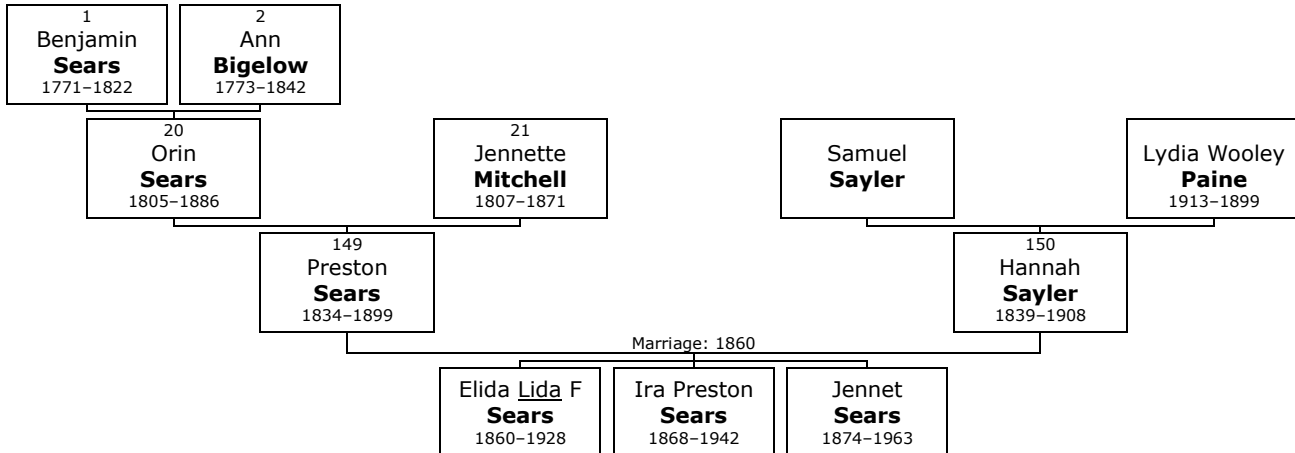 1
Benjamin
Sears
1771–1822
2
Ann
Bigelow
1773–1842
20
Orin
Sears
1805–1886
21
Jennette
Mitchell
1807–1871
Samuel
Sayler
Lydia Wooley
Paine
1913–1899
149
Preston
Sears
1834–1899
150
Hannah
Sayler
1839–1908
Marriage: 1860
Elida Lida F
Sears
1860–1928
Ira Preston
Sears
1868–1942
Jennet
Sears
1874–1963